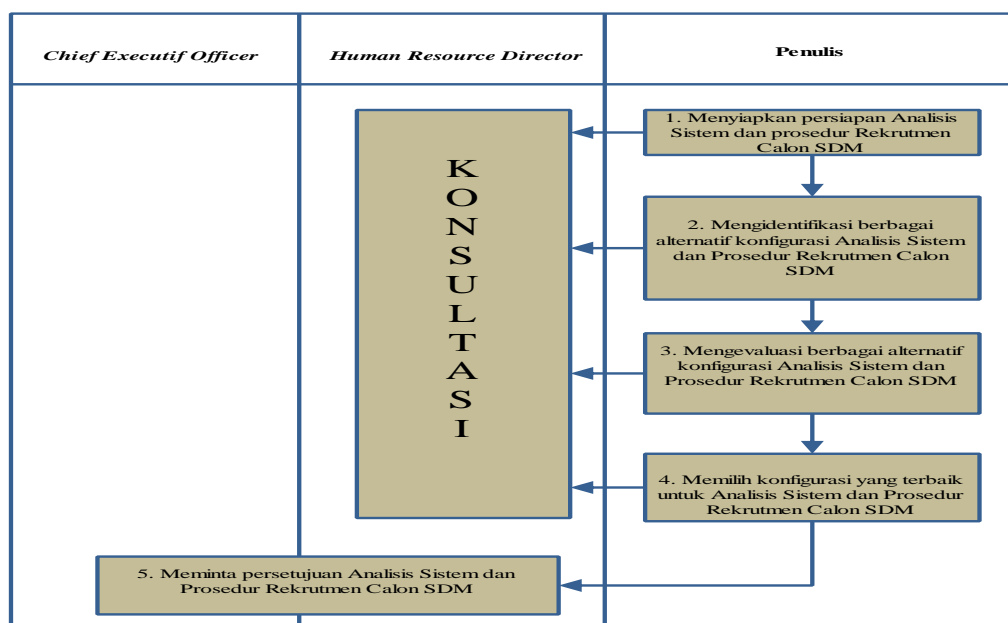 Chief Executif Officer
Human Resource Director
Penulis
1. Menyiapkan persiapan Analisis
Sistem dan prosedur Rekrutmen
Calon SDM
K
O
N
S
U
L
T
A
S
I
2. Mengidentifikasi berbagai
alternatif konfigurasi Analisis Sistem
dan Prosedur Rekrutmen Calon
SDM
3. Mengevaluasi berbagai alternatif
konfigurasi Analisis Sistem dan
Prosedur Rekrutmen Calon SDM
4. Memilih konfigurasi yang terbaik
untuk Analisis Sistem dan Prosedur
Rekrutmen Calon SDM
5. Meminta persetujuan Analisis Sistem dan
Prosedur Rekrutmen Calon SDM